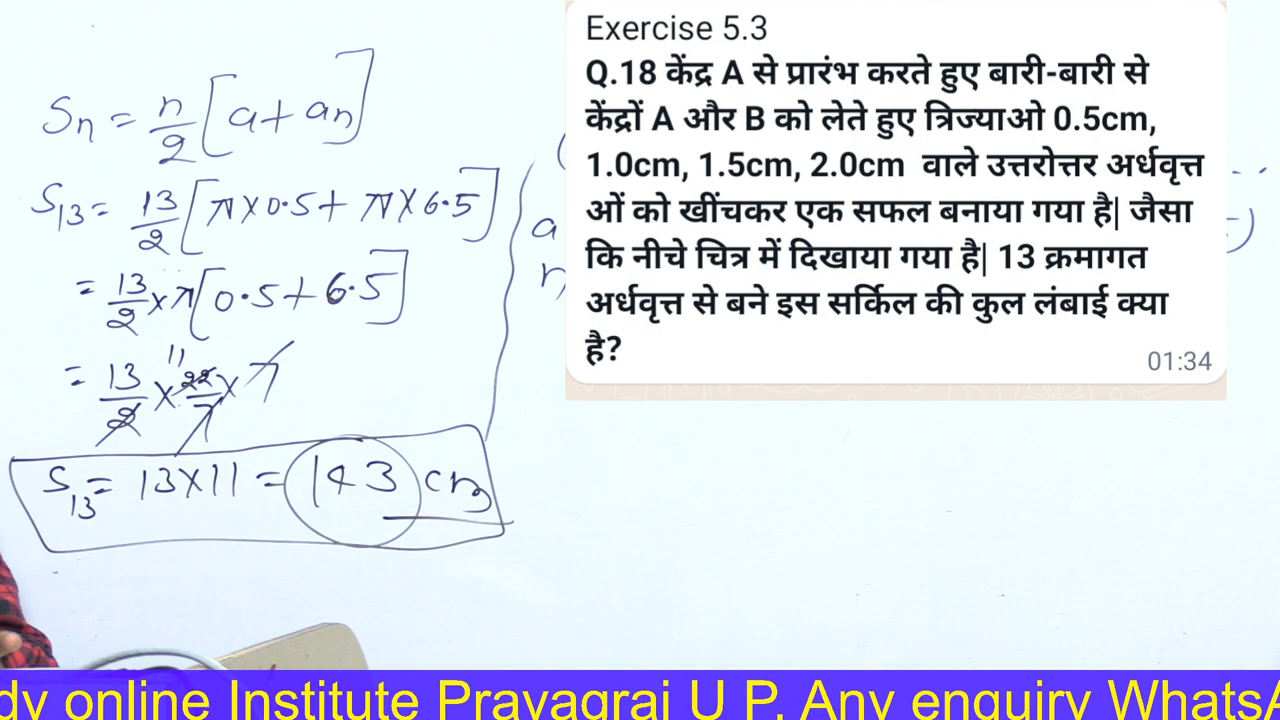 Sn = n/2 [a + an]
S13 = 13/2 [π×0.5 + π×6.5]
= 13/2 × π [0.5 + 6.5]
= 13/2 × 22/7 × 7
11
S13 = 13×11 = 143 cm
a
n
Exercise 5.3
Q.18 केंद्र A से प्रारंभ करते हुए बारी-बारी से
केंद्रों A और B को लेते हुए त्रिज्याओ 0.5cm,
1.0cm, 1.5cm, 2.0cm वाले उत्तरोत्तर अर्धवृत्त
ओं को खींचकर एक सफल बनाया गया है| जैसा
कि नीचे चित्र में दिखाया गया है| 13 क्रमागत
अर्धवृत्त से बने इस सर्किल की कुल लंबाई क्या
है?
01:34
dy online Institute Prayagraj U P. Any enquiry WhatsA